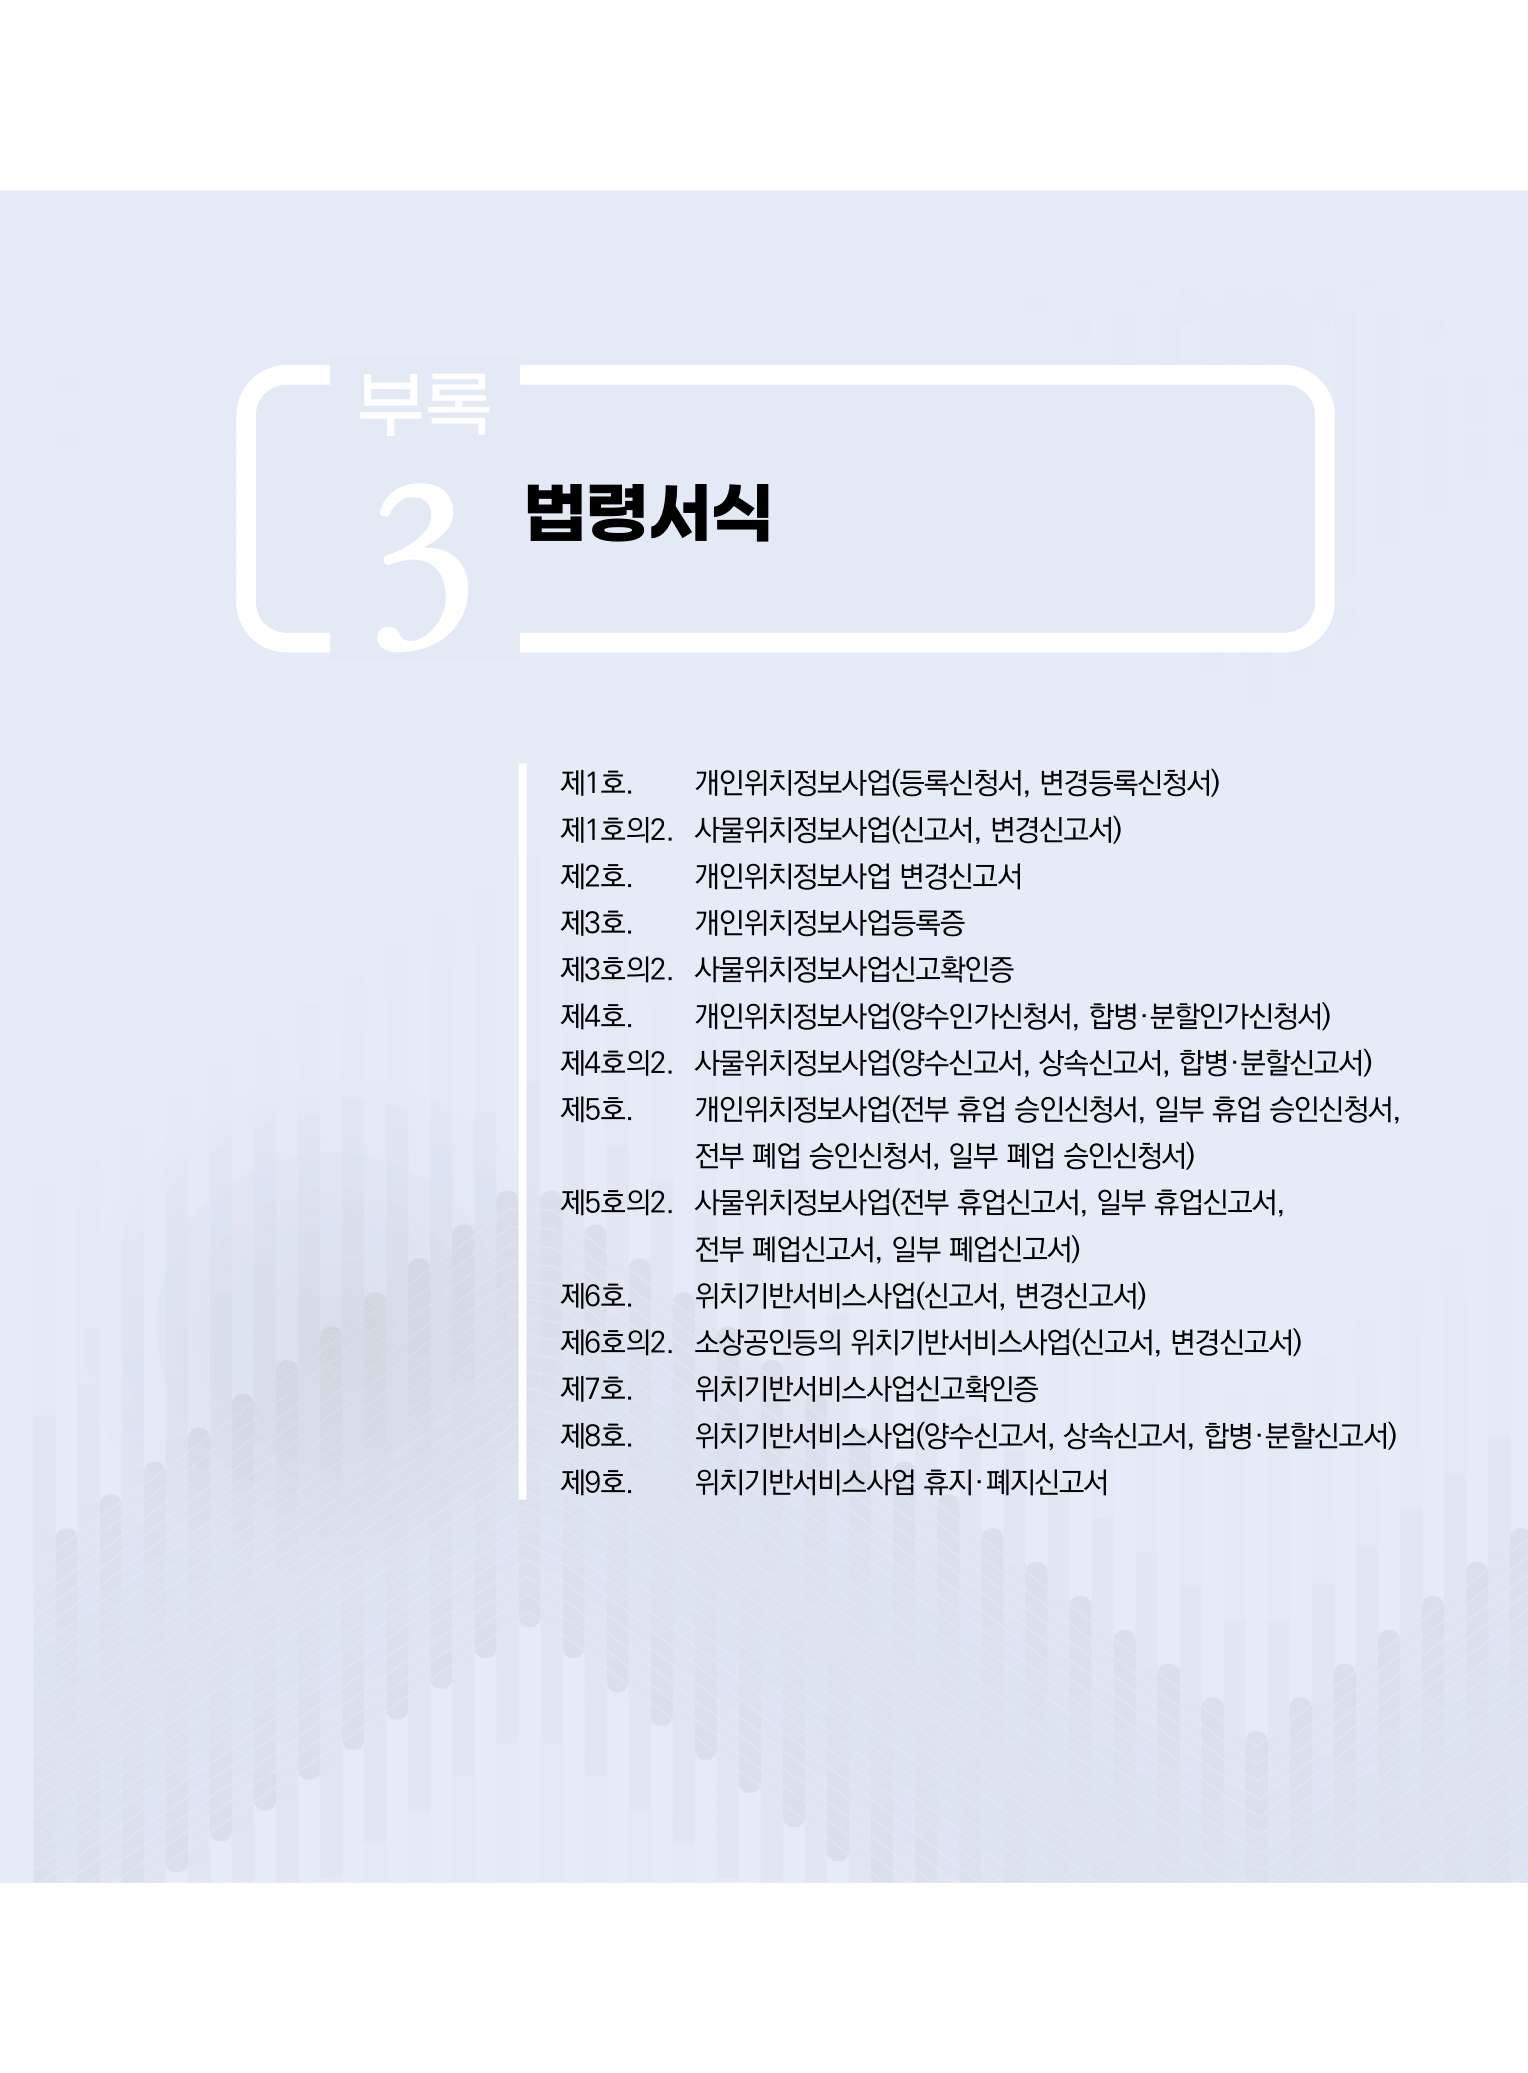 부록
3
법령서식
제1호. 개인위치정보사업(등록신청서, 변경등록신청서)
제1호의2. 사물위치정보사업(신고서, 변경신고서)
제2호. 개인위치정보사업 변경신고서
제3호. 개인위치정보사업등록증
제3호의2. 사물위치정보사업신고확인증
제4호. 개인위치정보사업(양수인가신청서, 합병·분할인가신청서)
제4호의2. 사물위치정보사업(양수신고서, 상속신고서, 합병·분할신고서)
제5호. 개인위치정보사업(전부 휴업 승인신청서, 일부 휴업 승인신청서,
전부 폐업 승인신청서, 일부 폐업 승인신청서)
제5호의2. 사물위치정보사업(전부 휴업신고서, 일부 휴업신고서,
전부 폐업신고서, 일부 폐업신고서)
제6호. 위치기반서비스사업(신고서, 변경신고서)
제6호의2. 소상공인등의 위치기반서비스사업(신고서, 변경신고서)
제7호. 위치기반서비스사업신고확인증
제8호. 위치기반서비스사업(양수신고서, 상속신고서, 합병·분할신고서)
제9호. 위치기반서비스사업 휴지·폐지신고서